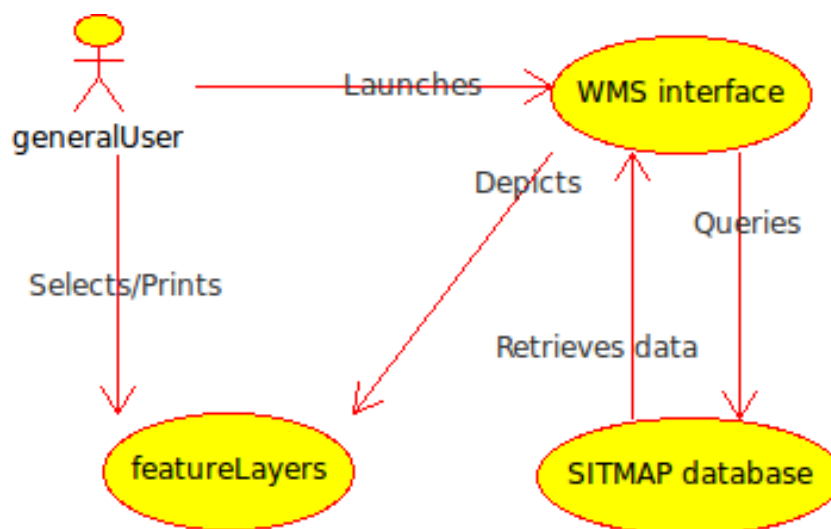 Launches
WMS interface
generalUser
Depicts
Queries
Selects/Prints
Retrieves data
featureLayers
SITMAP database